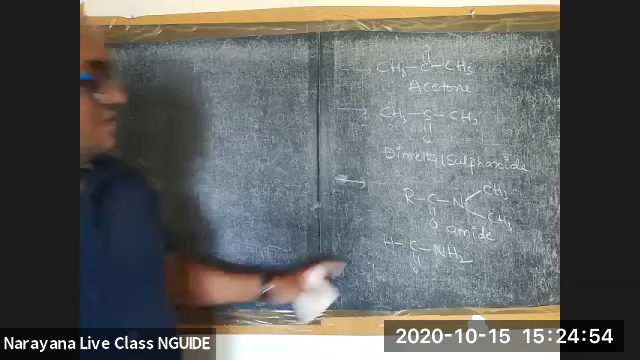 O
||
→ CH3-C-CH3
Acetone
→ CH3-S-CH3
||
O
Dimethyl Sulphoxide
→ R-C-N CH3
|| CH3
O amide
H-C-NH2
||
O
Narayana Live Class NGUIDE
2020-10-15 15:24:54